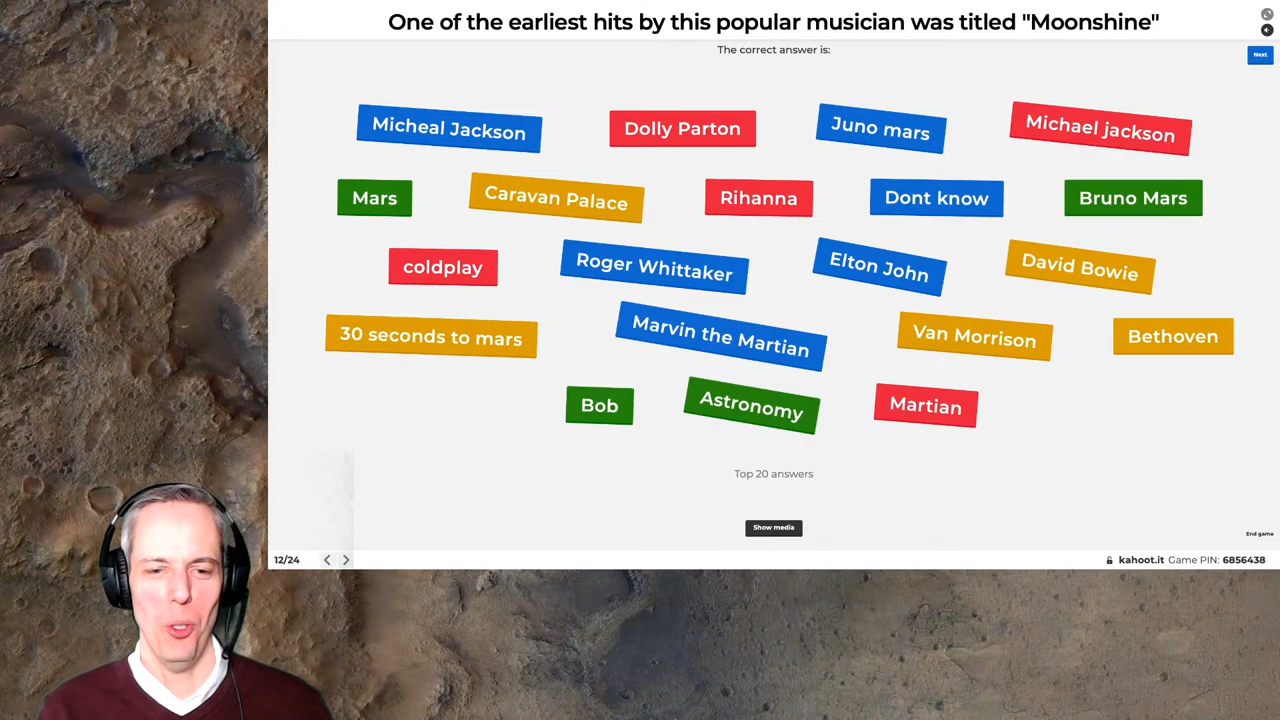 One of the earliest hits by this popular musician was titled "Moonshine"
The correct answer is:
Next
Micheal Jackson
Dolly Parton
Juno mars
Michael jackson
Mars
Caravan Palace
Rihanna
Dont know
Bruno Mars
coldplay
Roger Whittaker
Elton John
David Bowie
30 seconds to mars
Marvin the Martian
Van Morrison
Bethoven
Bob
Astronomy
Martian
Top 20 answers
Show media
End game
12/24
kahoot.it Game PIN: 6856438